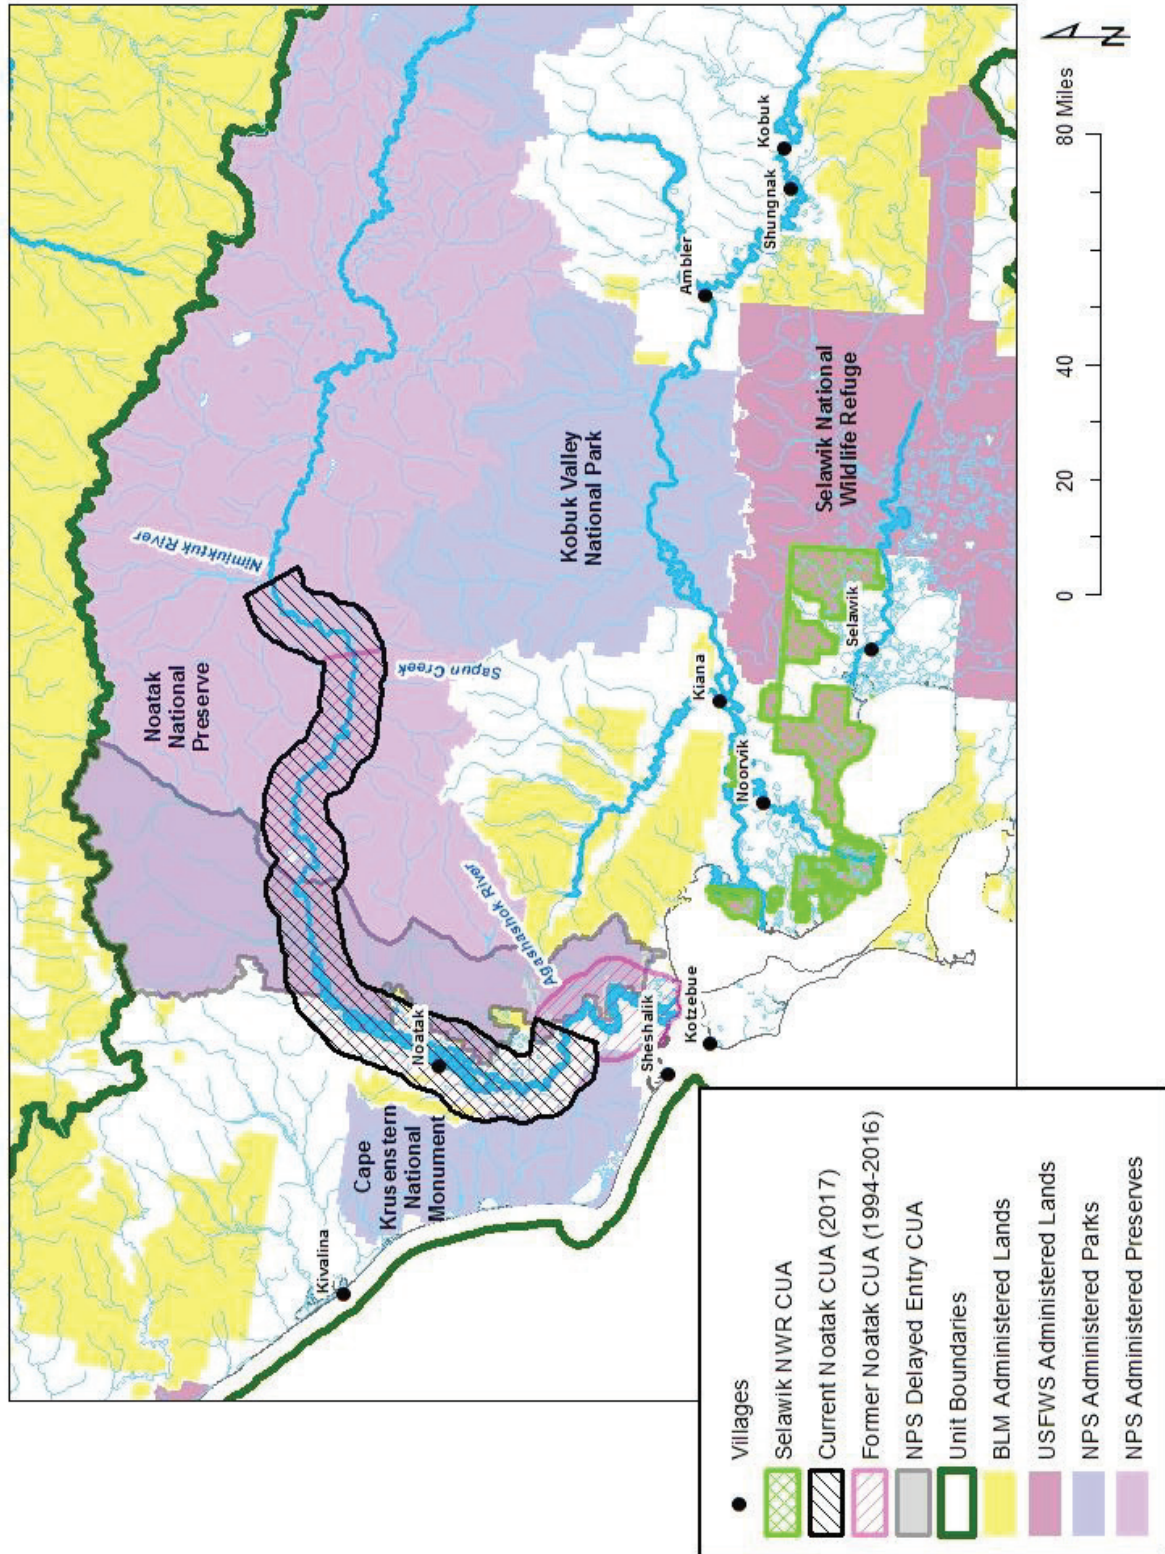 Noatak
National
Preserve
Nimiuktuk River
Cape
Krusenstern
National
Monument
Kivalina
Noatak
Agashashok River
Sapun Creek
Kobuk Valley
National Park
Sheshalik
Kotzebue
Noorvik
Kiana
Selawik
Selawik National
Wildlife Refuge
Ambler
Shungnak
Kobuk
Villages
Selawik NWR CUA
Current Noatak CUA (2017)
Former Noatak CUA (1994-2016)
NPS Delayed Entry CUA
Unit Boundaries
BLM Administered Lands
USFWS Administered Lands
NPS Administered Parks
NPS Administered Preserves
0 20 40 80 Miles
N